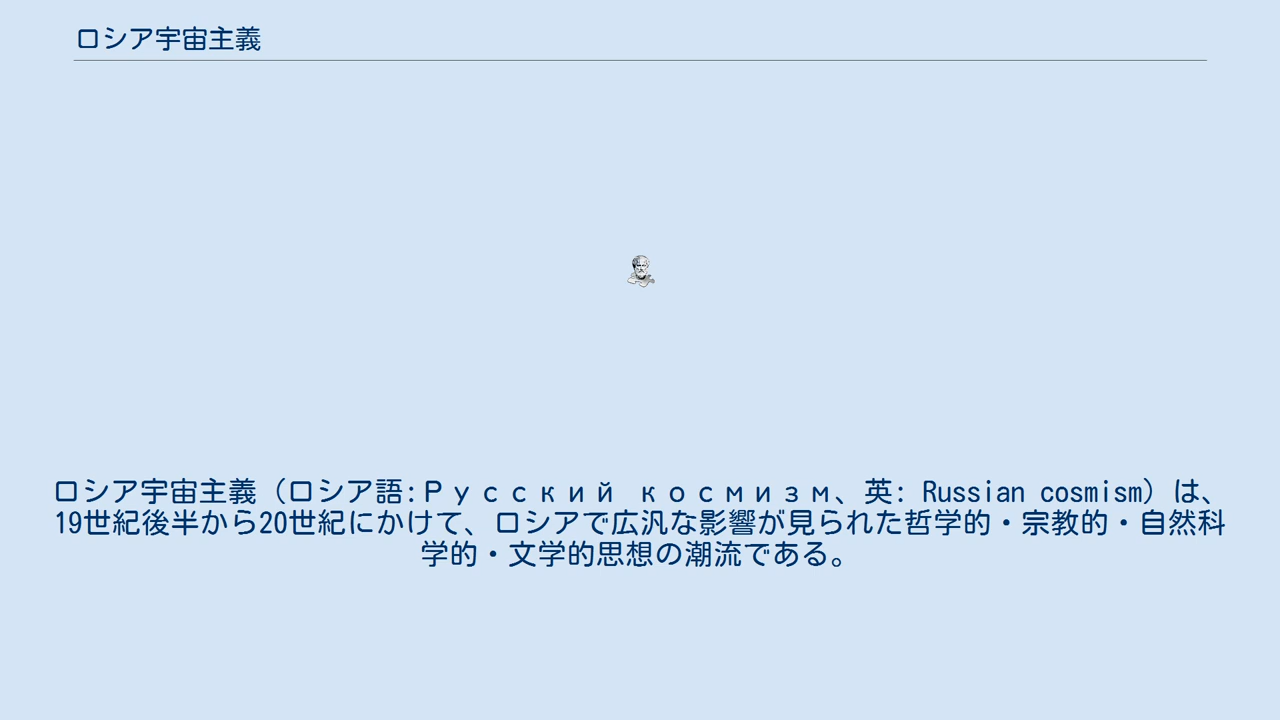 ロシア宇宙主義
ロシア宇宙主義（ロシア語:Русский космизм、英: Russian cosmism）は、
19世紀後半から20世紀にかけて、ロシアで広汎な影響が見られた哲学的・宗教的・自然科
学的・文学的思想の潮流である。